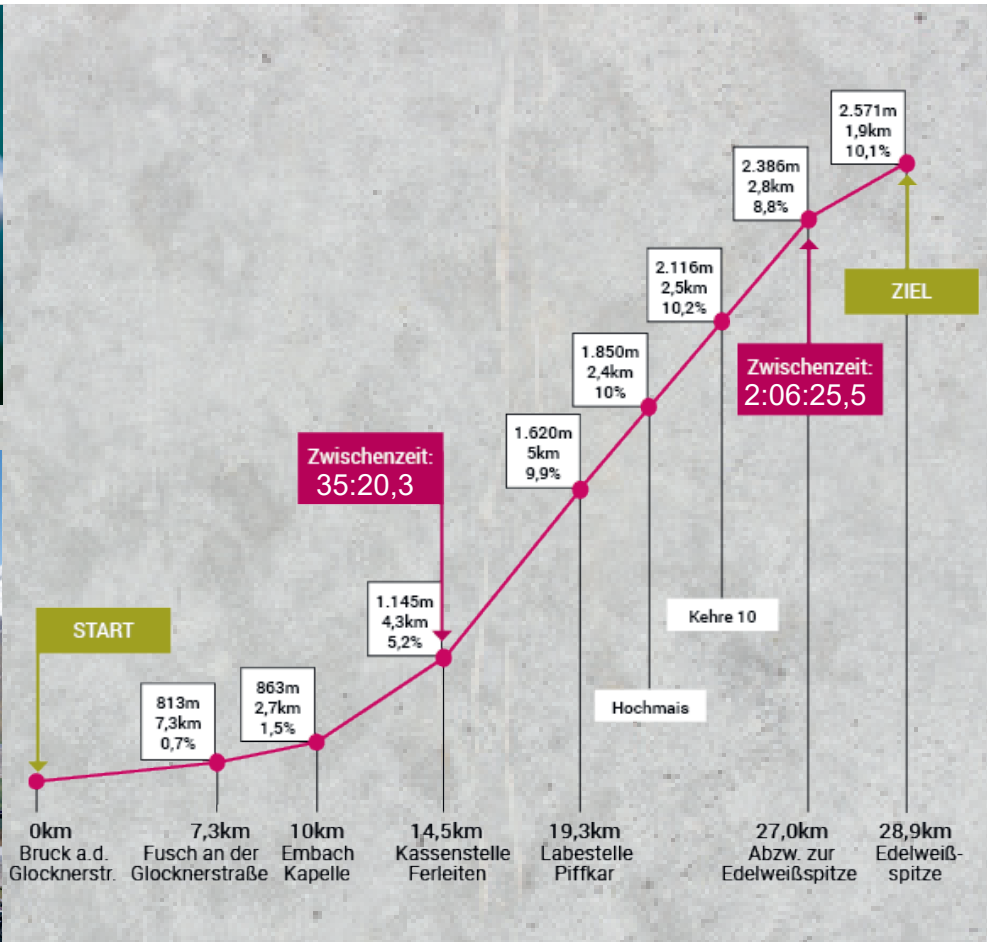 2.571m
1,9km
10,1%
2.386m
2,8km
8,8%
2.116m
2,5km
10,2%
ZIEL
1.850m
2,4km
10%
Zwischenzeit:
2:06:25,5
1.620m
5km
9,9%
Zwischenzeit:
35:20,3
1.145m
4,3km
5,2%
START
Kehre 10
863m
2,7km
1,5%
813m
7,3km
0,7%
Hochmais
0km
Bruck a.d.
Glocknerstr.
7,3km
Fusch an der
Glocknerstraße
10km
Embach
Kapelle
14,5km
Kassenstelle
Ferleiten
19,3km
Labestelle
Piffkar
27,0km
Abzw. zur
Edelweißspitze
28,9km
Edelweiß-
spitze